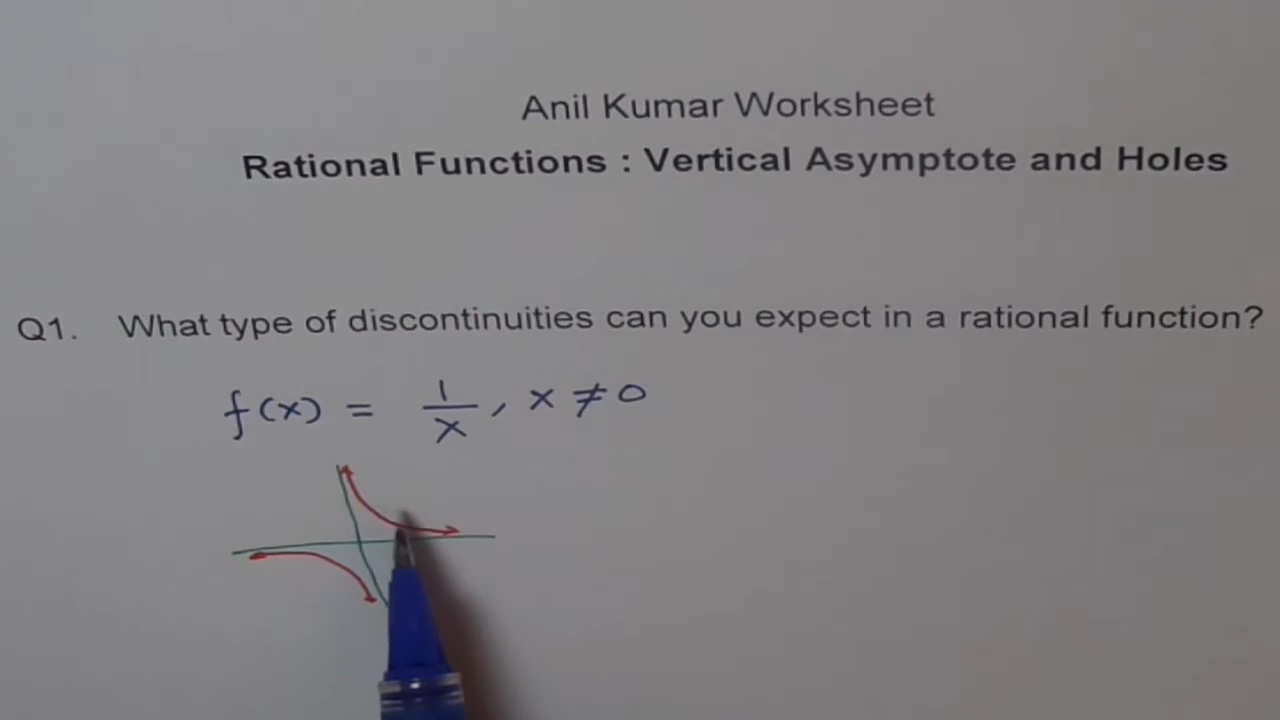 Anil Kumar Worksheet
Rational Functions : Vertical Asymptote and Holes
Q1. What type of discontinuities can you expect in a rational function?
f(x) = 1/x, x ≠ 0